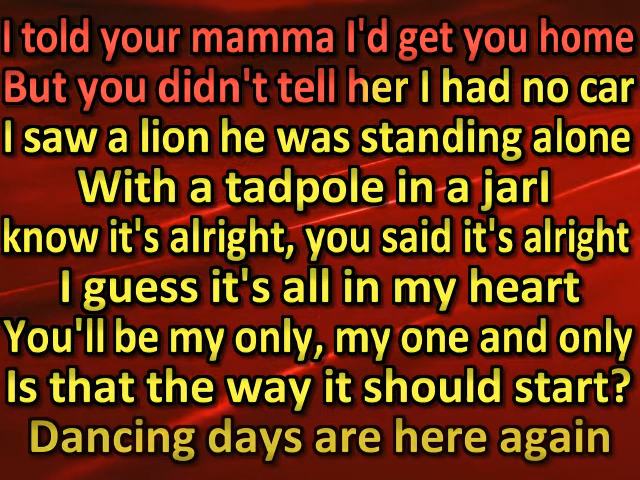 I told your mamma I'd get you home
But you didn't tell her I had no car
I saw a lion he was standing alone
With a tadpole in a jarI
know it's alright, you said it's alright
I guess it's all in my heart
You'll be my only, my one and only
Is that the way it should start?
Dancing days are here again